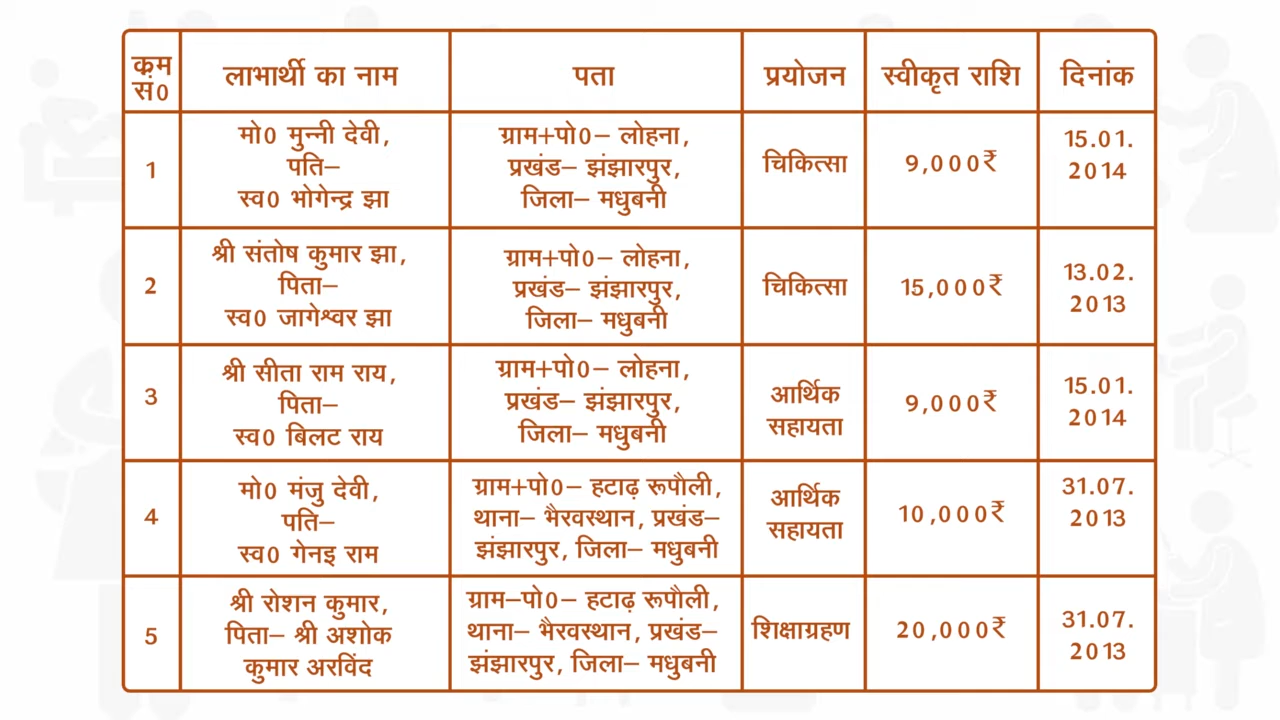 क्रम सं0 लाभार्थी का नाम पता प्रयोजन स्वीकृत राशि दिनांक
1
मो0 मुन्नी देवी,
पति–
स्व0 भोगेन्द्र झा
ग्राम+पो0– लोहना,
प्रखंड– झंझारपुर,
जिला– मधुबनी
चिकित्सा
9,000₹
15.01.
2014
2
श्री संतोष कुमार झा,
पिता–
स्व0 जागेश्वर झा
ग्राम+पो0– लोहना,
प्रखंड– झंझारपुर,
जिला– मधुबनी
चिकित्सा
15,000₹
13.02.
2013
3
श्री सीता राम राय,
पिता–
स्व0 बिलट राय
ग्राम+पो0– लोहना,
प्रखंड– झंझारपुर,
जिला– मधुबनी
आर्थिक
सहायता
9,000₹
15.01.
2014
4
मो0 मंजु देवी,
पति–
स्व0 गेनइ राम
ग्राम+पो0– हटाढ़ रूपौली,
थाना– भैरवस्थान, प्रखंड–
झंझारपुर, जिला– मधुबनी
आर्थिक
सहायता
10,000₹
31.07.
2013
5
श्री रोशन कुमार,
पिता– श्री अशोक
कुमार अरविंद
ग्राम–पो0– हटाढ़ रूपौली,
थाना– भैरवस्थान, प्रखंड–
झंझारपुर, जिला– मधुबनी
शिक्षाग्रहण
20,000₹
31.07.
2013